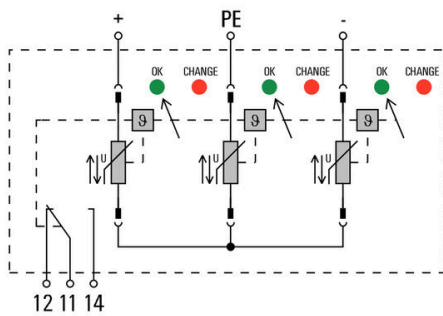 + PE -
OK CHANGE OK CHANGE OK CHANGE
ϑ ϑ ϑ
U U U
12 11 14